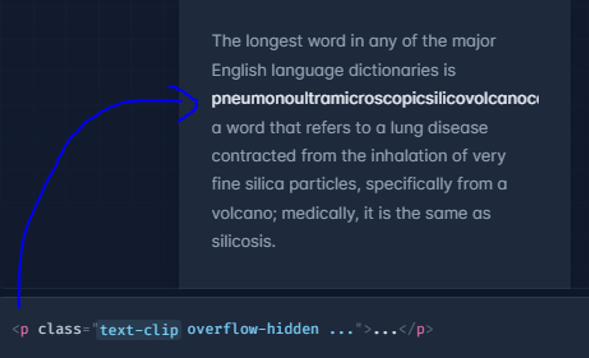 The longest word in any of the major
English language dictionaries is
pneumonoultramicroscopicsilicovolcanoc
a word that refers to a lung disease
contracted from the inhalation of very
fine silica particles, specifically from a
volcano; medically, it is the same as
silicosis.
<p class="text-clip overflow-hidden ...">...</p>